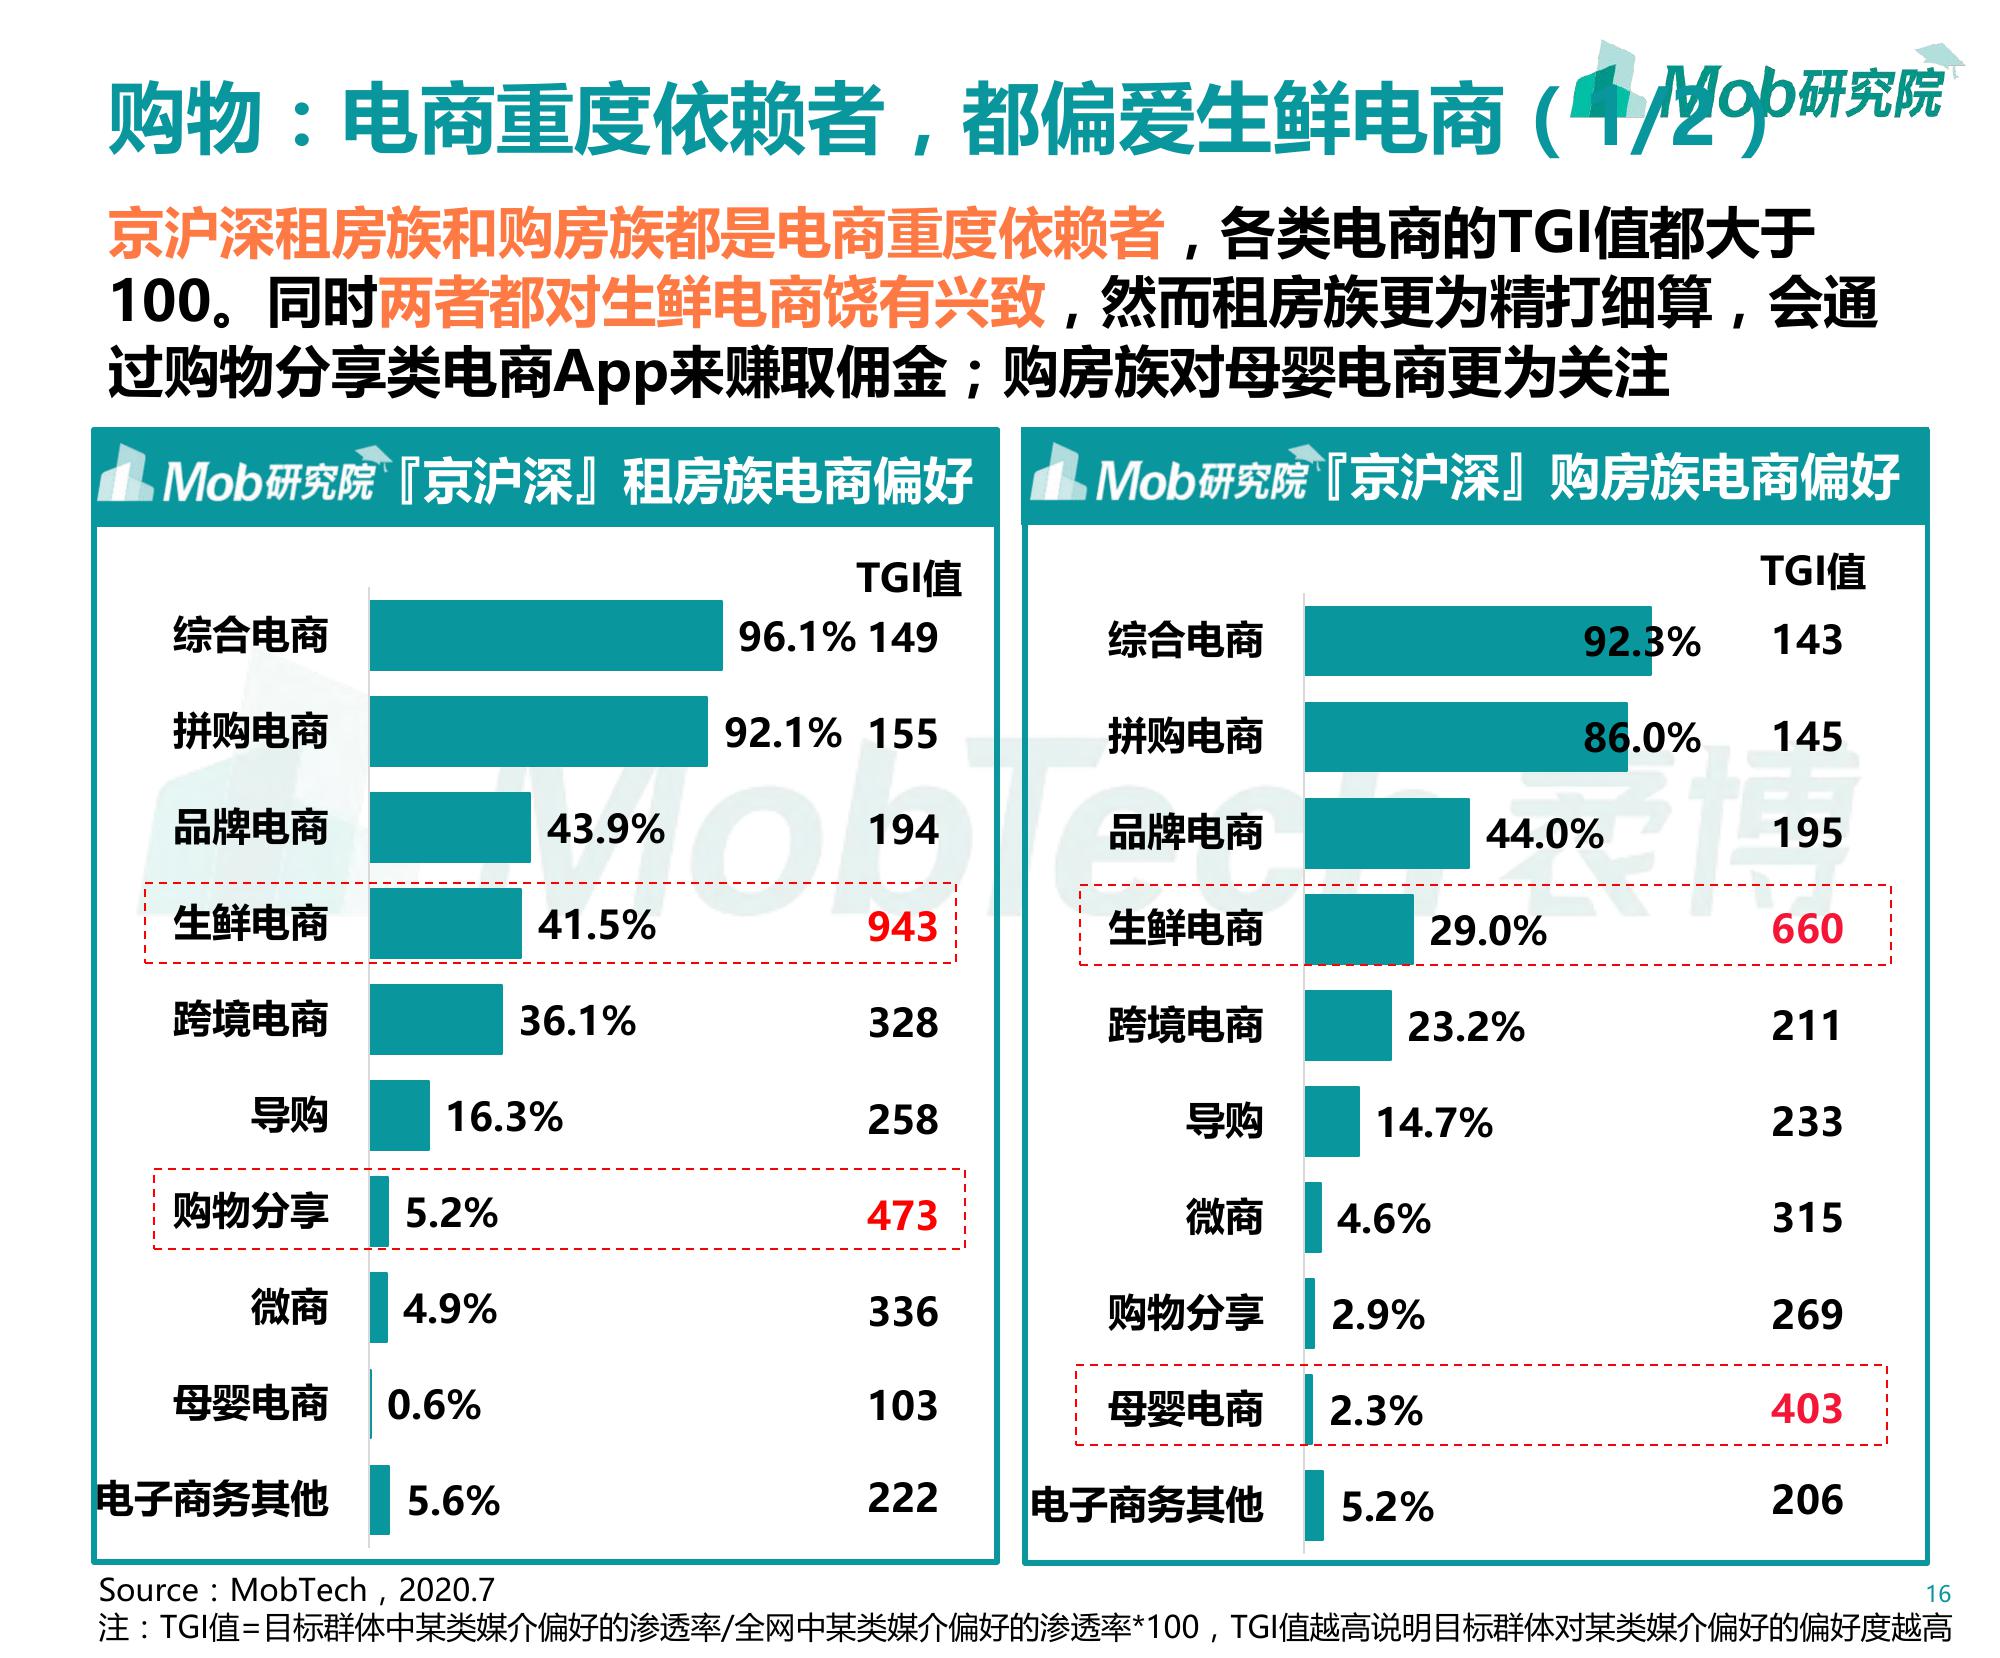 购物：电商重度依赖者，都偏爱生鲜电商（1/2）
Mob研究院
京沪深租房族和购房族都是电商重度依赖者，各类电商的TGI值都大于
100。同时两者都对生鲜电商饶有兴致，然而租房族更为精打细算，会通
过购物分享类电商App来赚取佣金；购房族对母婴电商更为关注
Mob研究院『京沪深』租房族电商偏好
TGI值
综合电商 96.1% 149
拼购电商 92.1% 155
品牌电商 43.9% 194
生鲜电商 41.5% 943
跨境电商 36.1% 328
导购 16.3% 258
购物分享 5.2% 473
微商 4.9% 336
母婴电商 0.6% 103
电子商务其他 5.6% 222
Mob研究院『京沪深』购房族电商偏好
TGI值
综合电商 92.3% 143
拼购电商 86.0% 145
品牌电商 44.0% 195
生鲜电商 29.0% 660
跨境电商 23.2% 211
导购 14.7% 233
微商 4.6% 315
购物分享 2.9% 269
母婴电商 2.3% 403
电子商务其他 5.2% 206
MobTech 袤博
Source：MobTech，2020.7
16
注：TGI值=目标群体中某类媒介偏好的渗透率/全网中某类媒介偏好的渗透率*100，TGI值越高说明目标群体对某类媒介偏好的偏好度越高